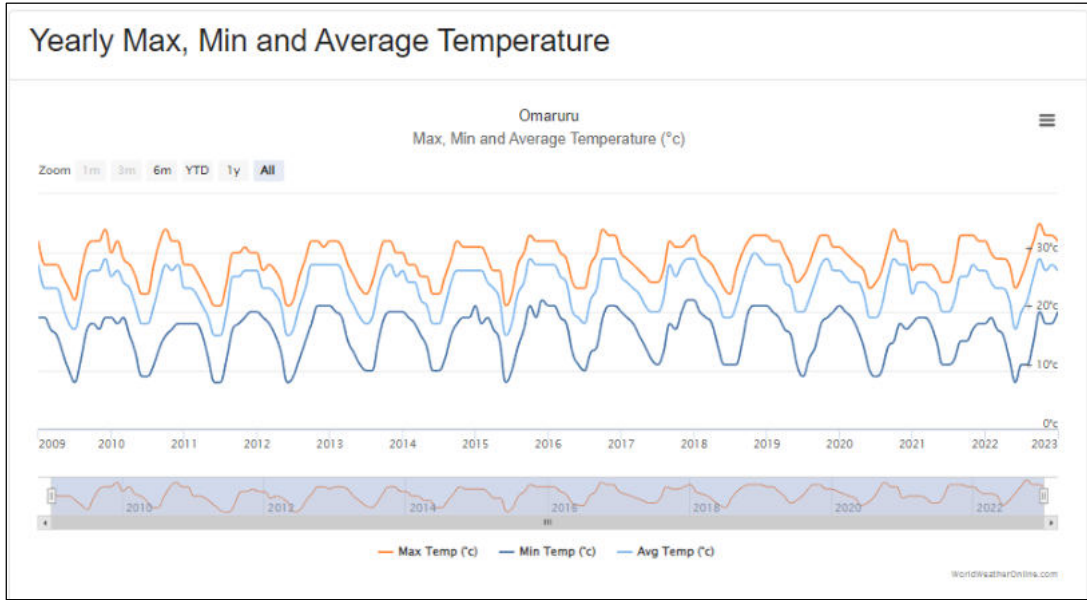 Yearly Max, Min and Average Temperature
Omaruru
Max, Min and Average Temperature (°c)
Zoom 1m 3m 6m YTD 1y All
30°c
20°c
10°c
0°c
2009 2010 2011 2012 2013 2014 2015 2016 2017 2018 2019 2020 2021 2022 2023
2010 2012 2014 2016 2018 2020 2022
Max Temp (°c) Min Temp (°c) Avg Temp (°c)
WorldWeatherOnline.com